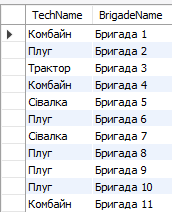 TechName BrigadeName
Комбайн Бригада 1
Плуг Бригада 2
Трактор Бригада 3
Комбайн Бригада 4
Сівалка Бригада 5
Плуг Бригада 6
Сівалка Бригада 7
Плуг Бригада 8
Плуг Бригада 9
Плуг Бригада 10
Комбайн Бригада 11